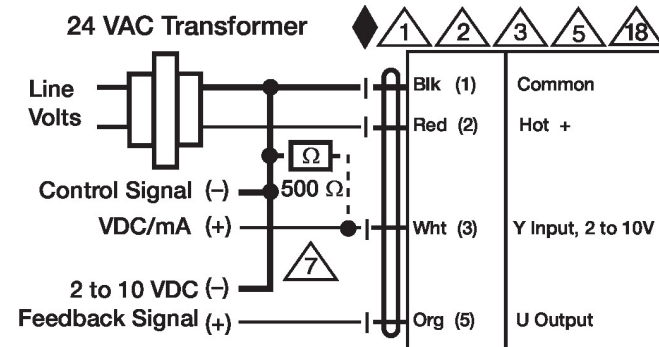 24 VAC Transformer
1 2 3 5 18
Line
Volts
Blk (1) Common
Red (2) Hot +
Ω
500 Ω
Control Signal (–)
VDC/mA (+)
Wht (3) Y Input, 2 to 10V
7
2 to 10 VDC (–)
Feedback Signal (+)
Org (5) U Output